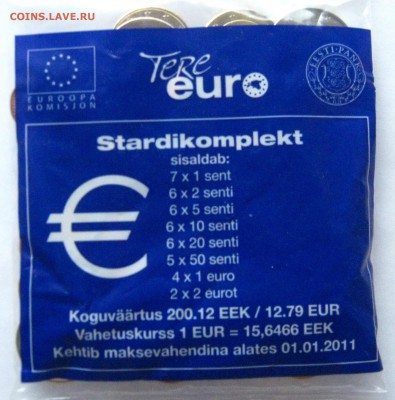 COINS.LAVE.RU
EUROOPA
KOMISJON
Tere
euro
EESTI PANK
Stardikomplekt
sisaldab:
7 x 1 sent
6 x 2 senti
6 x 5 senti
6 x 10 senti
6 x 20 senti
5 x 50 senti
4 x 1 euro
2 x 2 eurot
€
Koguväärtus 200.12 EEK / 12.79 EUR
Vahetuskurss 1 EUR = 15,6466 EEK
Kehtib maksevahendina alates 01.01.2011